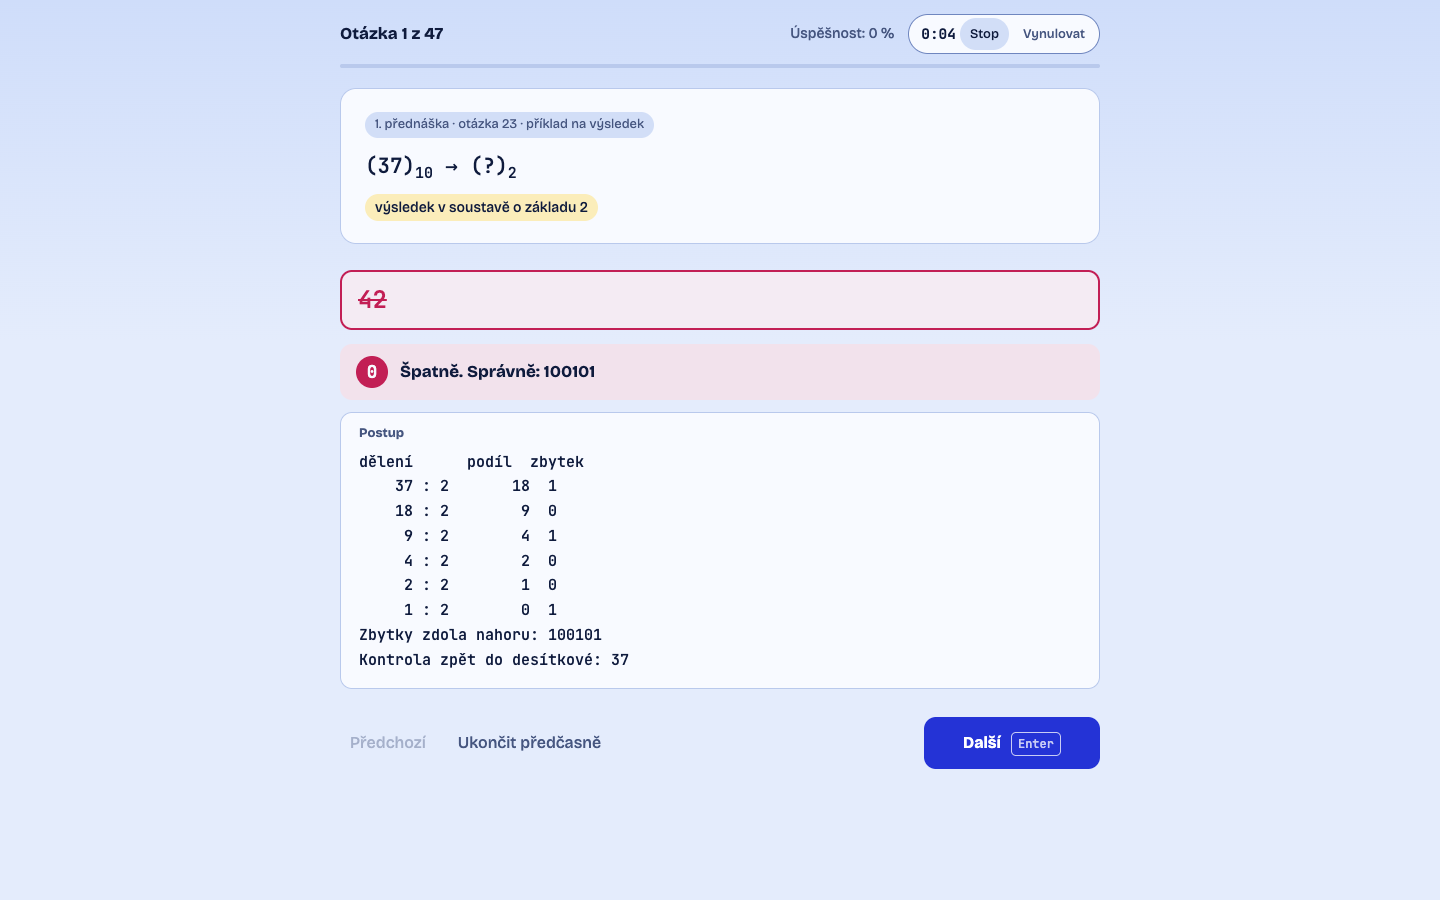 Otázka 1 z 47
Úspěšnost: 0 % 0:04 Stop Vynulovat
1. přednáška · otázka 23 · příklad na výsledek
(37)10 → (?)2
výsledek v soustavě o základu 2
42
0 Špatně. Správně: 100101
Postup
dělení podíl zbytek
37 : 2 18 1
18 : 2 9 0
9 : 2 4 1
4 : 2 2 0
2 : 2 1 0
1 : 2 0 1
Zbytky zdola nahoru: 100101
Kontrola zpět do desítkové: 37
Předchozí Ukončit předčasně Další Enter